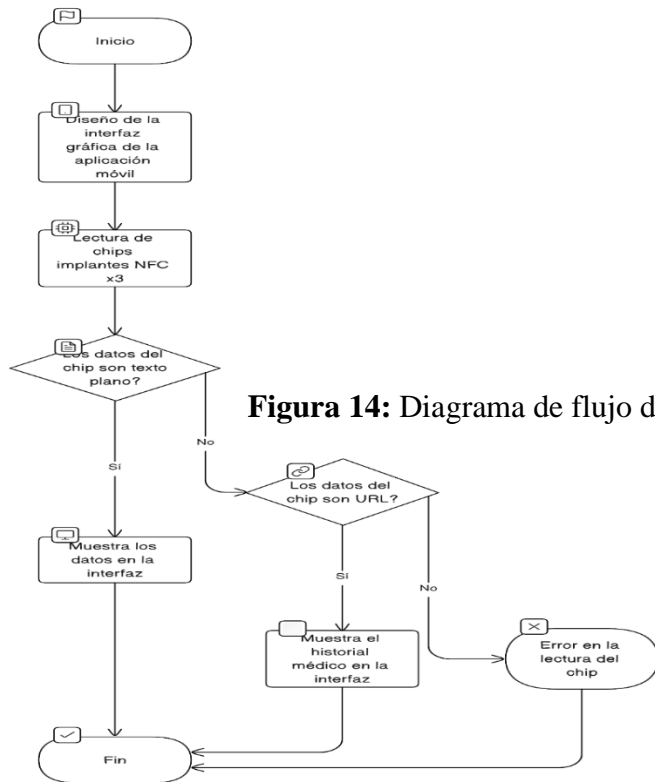 Inicio
Diseño de la
interfaz
gráfica de la
aplicación
móvil
Lectura de
chips
implantes NFC
x3
Los datos del
chip son texto
plano?
Figura 14: Diagrama de flujo d
No
Sí
Los datos del
chip son URL?
Muestra los
datos en la
interfaz
Sí
No
Muestra el
historial
médico en la
interfaz
Error en la
lectura del
chip
Fin